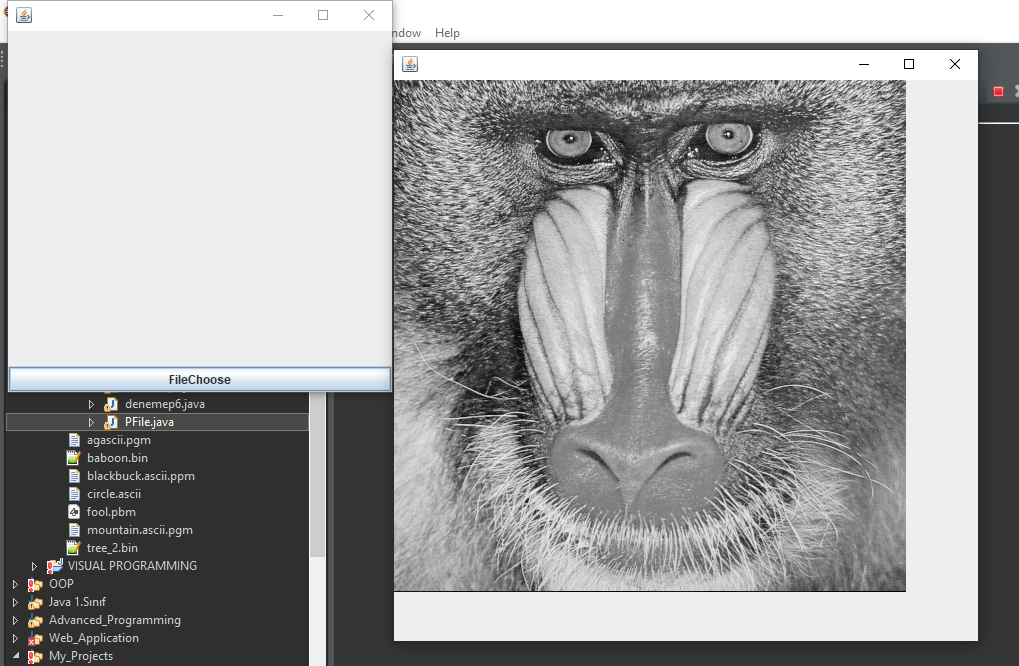 ndow Help
FileChoose
denemep6.java
PFile.java
agascii.pgm
baboon.bin
blackbuck.ascii.ppm
circle.ascii
fool.pbm
mountain.ascii.pgm
tree_2.bin
VISUAL PROGRAMMING
OOP
Java 1.Sınıf
Advanced_Programming
Web_Application
My_Projects